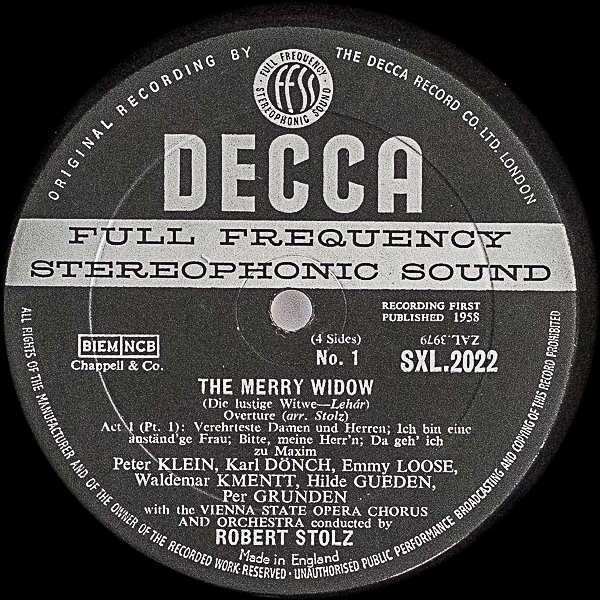 ORIGINAL RECORDING BY
THE DECCA RECORD CO. LTD. LONDON
FULL FREQUENCY
FFSS
STEREOPHONIC SOUND
DECCA
FULL FREQUENCY
STEREOPHONIC SOUND
RECORDING FIRST
PUBLISHED 1958
BIEM NCB
Chappell & Co.
(4 Sides)
No. 1
ZAL.3979
SXL.2022
THE MERRY WIDOW
(Die lustige Witwe—Lehár)
Overture (arr. Stolz)
Act 1 (Pt. 1): Verehrteste Damen und Herren; Ich bin eine
anständ'ge Frau; Bitte, meine Herr'n; Da geh' ich
zu Maxim
Peter KLEIN, Karl DÖNCH, Emmy LOOSE,
Waldemar KMENTT, Hilde GUEDEN,
Per GRUNDEN
with the VIENNA STATE OPERA CHORUS
AND ORCHESTRA conducted by
ROBERT STOLZ
Made in England
ALL RIGHTS OF THE MANUFACTURER AND OF THE OWNER OF THE RECORDED WORK RESERVED · UNAUTHORISED PUBLIC PERFORMANCE BROADCASTING AND COPYING OF THIS RECORD PROHIBITED